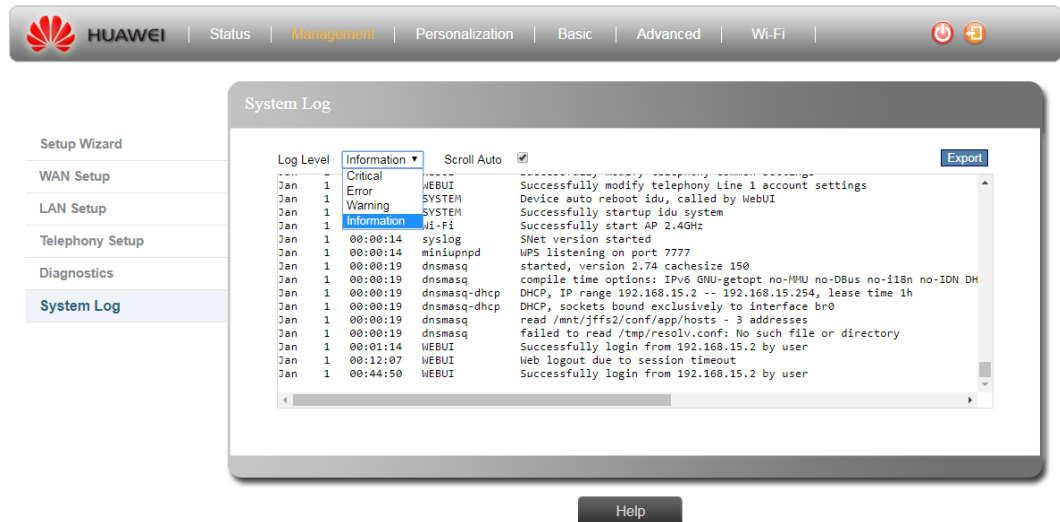 HUAWEI | Status | Management | Personalization | Basic | Advanced | Wi-Fi |
System Log
Setup Wizard
WAN Setup
LAN Setup
Telephony Setup
Diagnostics
System Log
Log Level Information ▼ Scroll Auto Export
Critical
Error
Warning
Information
Jan 1 WEBUI Successfully modify telephony Line 1 account settings
Jan 1 SYSTEM Device auto reboot idu, called by WebUI
Jan 1 SYSTEM Successfully startup idu system
Jan 1 Wi-Fi Successfully start AP 2.4GHz
Jan 1 00:00:14 syslog SNet version started
Jan 1 00:00:14 miniupnpd WPS listening on port 7777
Jan 1 00:00:19 dnsmasq started, version 2.74 cachesize 150
Jan 1 00:00:19 dnsmasq compile time options: IPv6 GNU-getopt no-MMU no-DBus no-i18n no-IDN DH
Jan 1 00:00:19 dnsmasq-dhcp DHCP, IP range 192.168.15.2 -- 192.168.15.254, lease time 1h
Jan 1 00:00:19 dnsmasq-dhcp DHCP, sockets bound exclusively to interface br0
Jan 1 00:00:19 dnsmasq read /mnt/jffs2/conf/app/hosts - 3 addresses
Jan 1 00:00:19 dnsmasq failed to read /tmp/resolv.conf: No such file or directory
Jan 1 00:01:14 WEBUI Successfully login from 192.168.15.2 by user
Jan 1 00:12:07 WEBUI Web logout due to session timeout
Jan 1 00:44:50 WEBUI Successfully login from 192.168.15.2 by user
Help